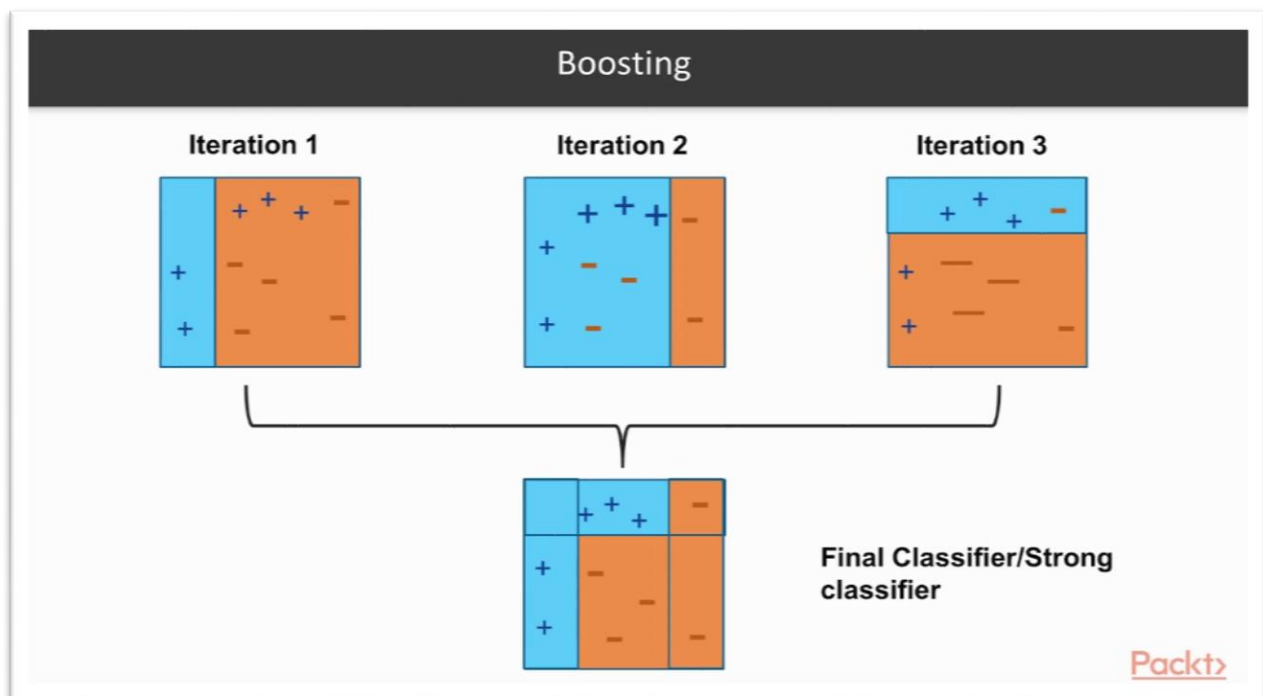 Boosting
Iteration 1
Iteration 2
Iteration 3
Final Classifier/Strong
classifier
Packt>